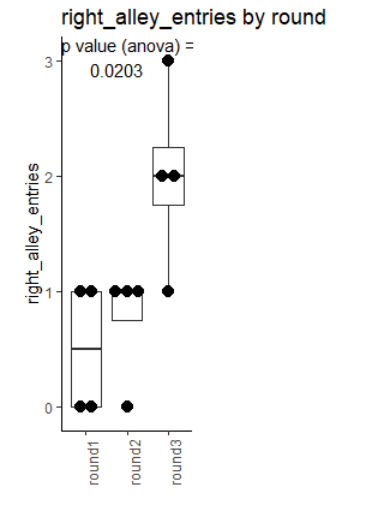 right_alley_entries by round
p value (anova) =
0.0203
right_alley_entries
3
2
1
0
round1
round2
round3